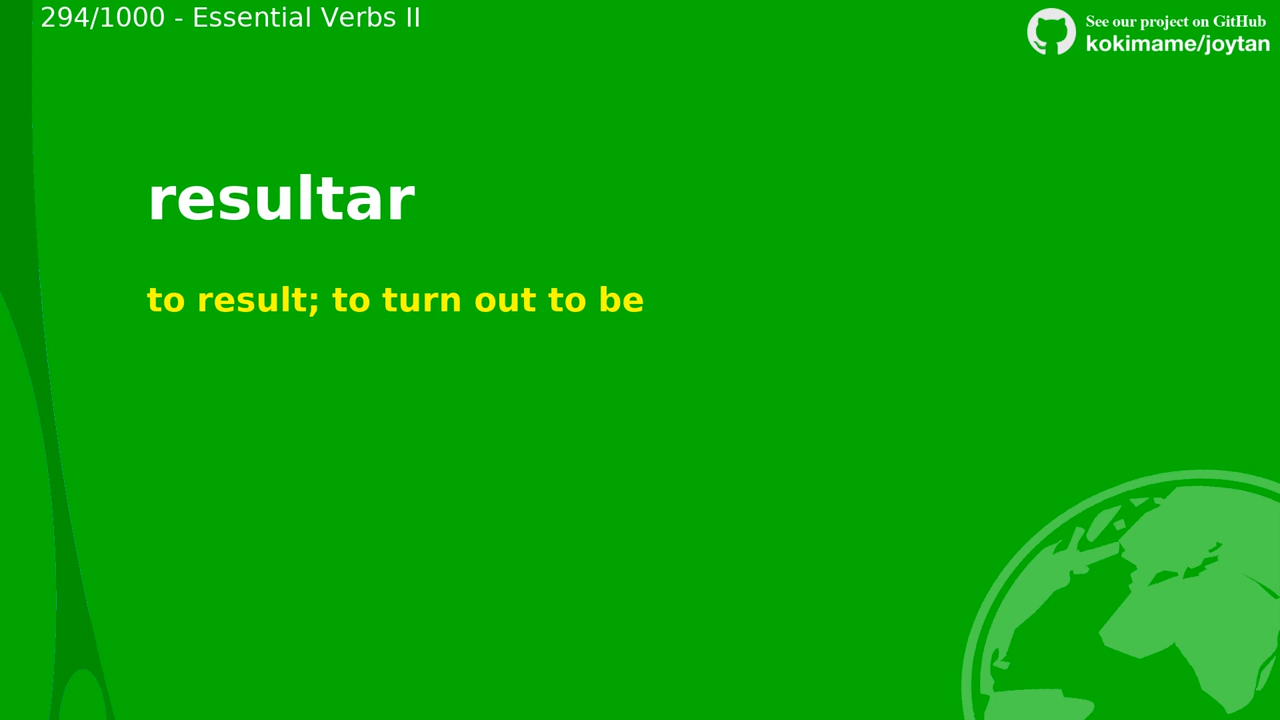 294/1000 - Essential Verbs II
See our project on GitHub
kokimame/joytan
resultar
to result; to turn out to be